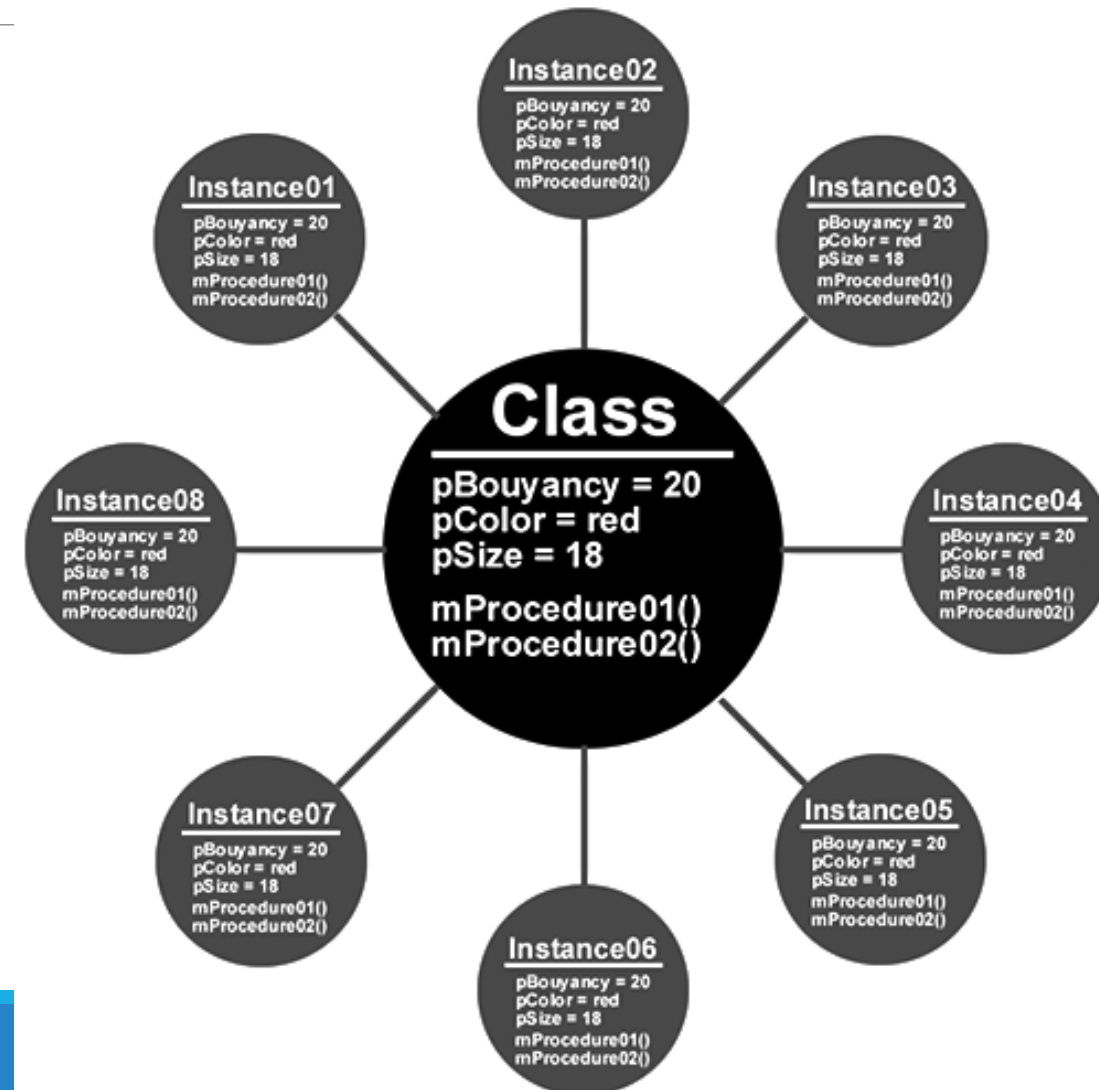 Instance02
pBouyancy = 20
pColor = red
pSize = 18
mProcedure01()
mProcedure02()
Instance01
pBouyancy = 20
pColor = red
pSize = 18
mProcedure01()
mProcedure02()
Instance03
pBouyancy = 20
pColor = red
pSize = 18
mProcedure01()
mProcedure02()
Class
pBouyancy = 20
pColor = red
pSize = 18
mProcedure01()
mProcedure02()
Instance08
pBouyancy = 20
pColor = red
pSize = 18
mProcedure01()
mProcedure02()
Instance04
pBouyancy = 20
pColor = red
pSize = 18
mProcedure01()
mProcedure02()
Instance07
pBouyancy = 20
pColor = red
pSize = 18
mProcedure01()
mProcedure02()
Instance05
pBouyancy = 20
pColor = red
pSize = 18
mProcedure01()
mProcedure02()
Instance06
pBouyancy = 20
pColor = red
pSize = 18
mProcedure01()
mProcedure02()